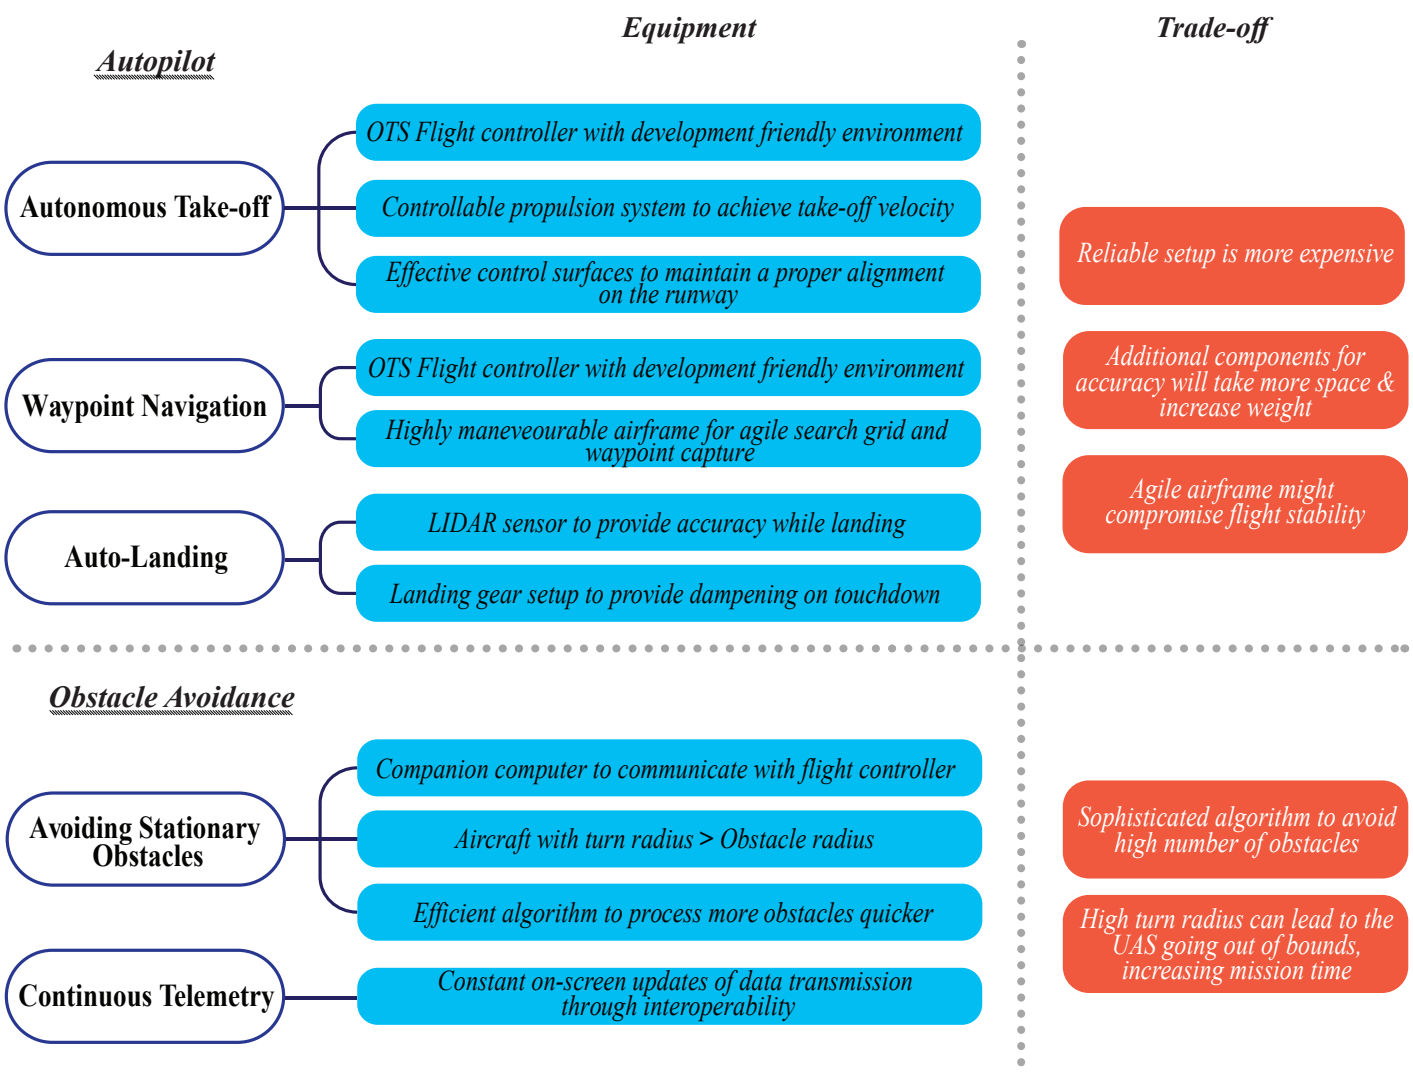 Equipment
Trade-off
Autopilot
Autonomous Take-off
OTS Flight controller with development friendly environment
Controllable propulsion system to achieve take-off velocity
Effective control surfaces to maintain a proper alignment
on the runway
Waypoint Navigation
OTS Flight controller with development friendly environment
Highly maneveourable airframe for agile search grid and
waypoint capture
Auto-Landing
LIDAR sensor to provide accuracy while landing
Landing gear setup to provide dampening on touchdown
Reliable setup is more expensive
Additional components for
accuracy will take more space &
increase weight
Agile airframe might
compromise flight stability
Obstacle Avoidance
Avoiding Stationary
Obstacles
Companion computer to communicate with flight controller
Aircraft with turn radius > Obstacle radius
Efficient algorithm to process more obstacles quicker
Continuous Telemetry
Constant on-screen updates of data transmission
through interoperability
Sophisticated algorithm to avoid
high number of obstacles
High turn radius can lead to the
UAS going out of bounds,
increasing mission time